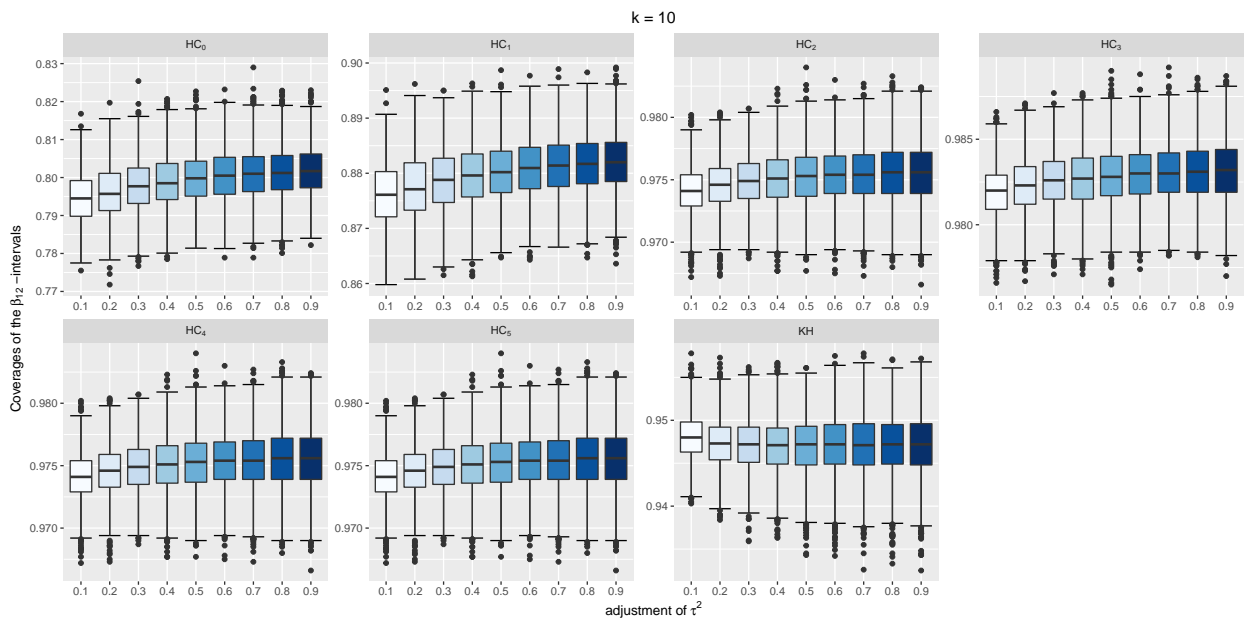 k = 10
HC₀ HC₁ HC₂ HC₃
0.83 0.90
0.82 0.89 0.980 0.985
0.81
0.80 0.88 0.975
0.79 0.87 0.970 0.980
0.78
0.77 0.86
0.1 0.2 0.3 0.4 0.5 0.6 0.7 0.8 0.9 0.1 0.2 0.3 0.4 0.5 0.6 0.7 0.8 0.9 0.1 0.2 0.3 0.4 0.5 0.6 0.7 0.8 0.9 0.1 0.2 0.3 0.4 0.5 0.6 0.7 0.8 0.9
Coverages of the β₁₂ −intervals
HC₄ HC₅ KH
0.980 0.980 0.95
0.975 0.975
0.970 0.970 0.94
0.1 0.2 0.3 0.4 0.5 0.6 0.7 0.8 0.9 0.1 0.2 0.3 0.4 0.5 0.6 0.7 0.8 0.9 0.1 0.2 0.3 0.4 0.5 0.6 0.7 0.8 0.9
adjustment of τ²